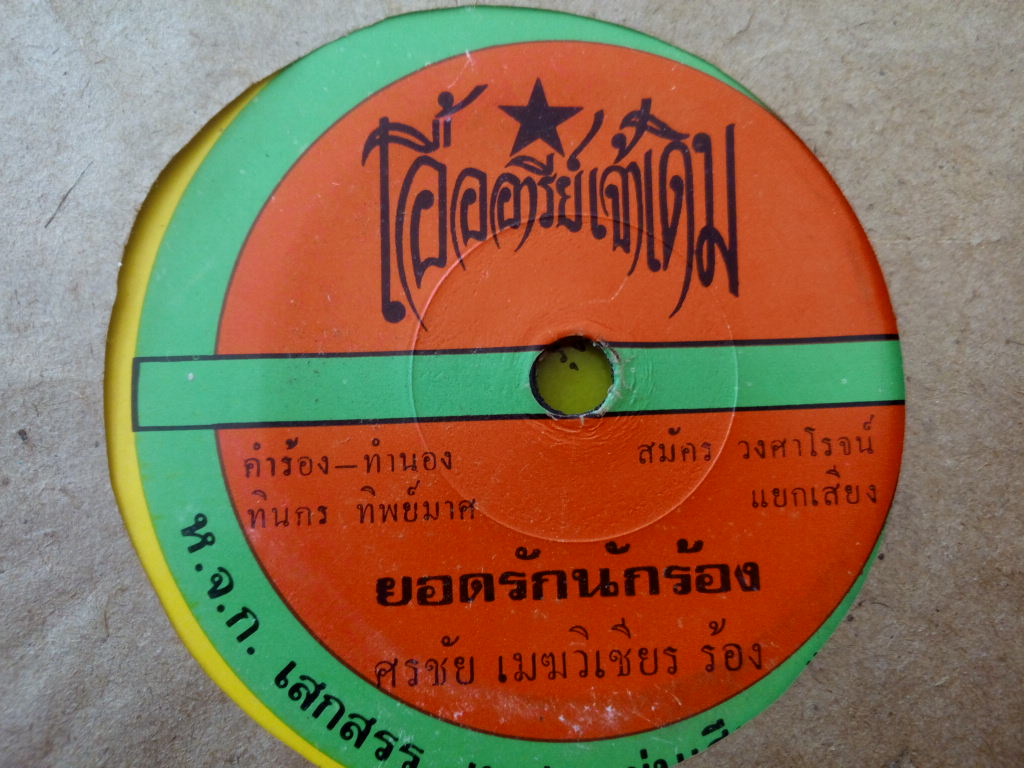 โอื้ออารีย์เจ้าเดิม
คำร้อง–ทำนอง
ทินกร ทิพย์มาศ
สมัคร วงศาโรจน์
แยกเสียง
ยอดรักนักร้อง
ศรชัย เมฆวิเชียร ร้อง
ห.จ.ก. เสกสรร